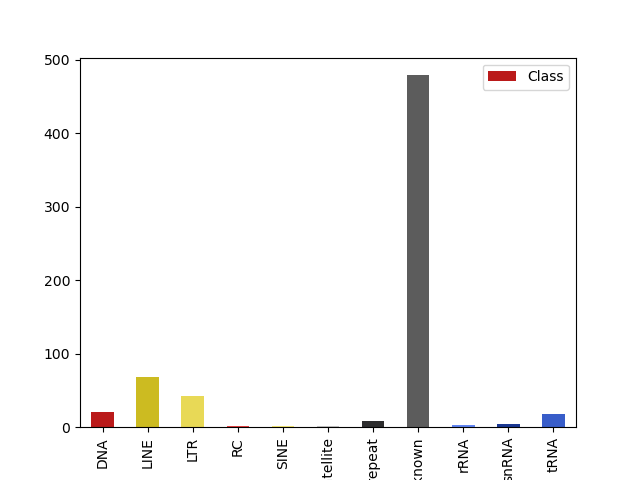 500
400
300
200
100
0
Class
DNA
LINE
LTR
RC
SINE
tellite
repeat
known
rRNA
snRNA
tRNA